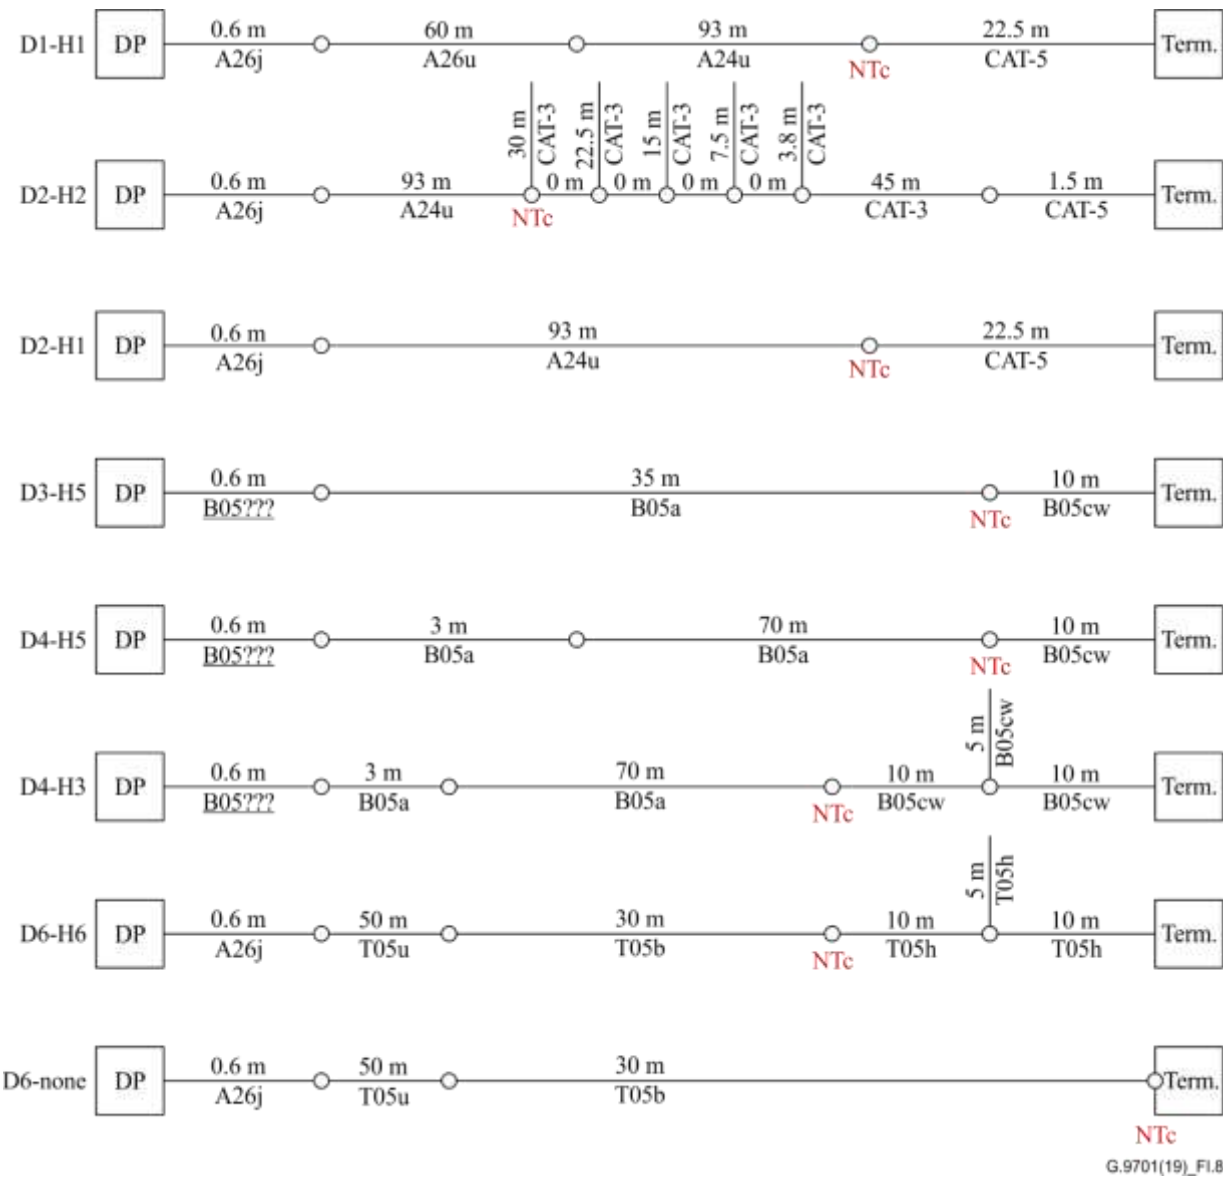 D1-H1 DP 0.6 m A26j 60 m A26u 93 m A24u NTc 22.5 m CAT-5 Term.
30 m CAT-3 22.5 m CAT-3 15 m CAT-3 7.5 m CAT-3 3.8 m CAT-3
D2-H2 DP 0.6 m A26j 93 m A24u NTc 0 m 0 m 0 m 0 m 45 m CAT-3 1.5 m CAT-5 Term.
D2-H1 DP 0.6 m A26j 93 m A24u NTc 22.5 m CAT-5 Term.
D3-H5 DP 0.6 m B05??? 35 m B05a NTc 10 m B05cw Term.
D4-H5 DP 0.6 m B05??? 3 m B05a 70 m B05a NTc 10 m B05cw Term.
5 m B05cw
D4-H3 DP 0.6 m B05??? 3 m B05a 70 m B05a NTc 10 m B05cw 10 m B05cw Term.
5 m T05h
D6-H6 DP 0.6 m A26j 50 m T05u 30 m T05b NTc 10 m T05h 10 m T05h Term.
D6-none DP 0.6 m A26j 50 m T05u 30 m T05b Term.
NTc
G.9701(19)_FI.8